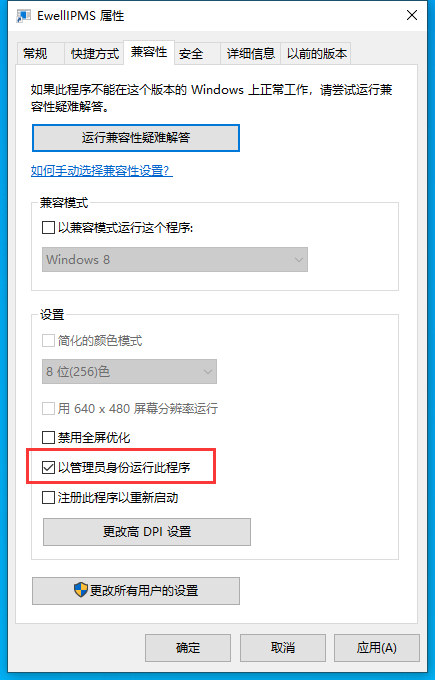 EwellIPMS 属性
常规 快捷方式 兼容性 安全 详细信息 以前的版本
如果此程序不能在这个版本的 Windows 上正常工作，请尝试运行兼
容性疑难解答。
运行兼容性疑难解答
如何手动选择兼容性设置?
兼容模式
以兼容模式运行这个程序:
Windows 8
设置
简化的颜色模式
8 位(256)色
用 640 x 480 屏幕分辨率运行
禁用全屏优化
以管理员身份运行此程序
注册此程序以重新启动
更改高 DPI 设置
更改所有用户的设置
确定 取消 应用(A)